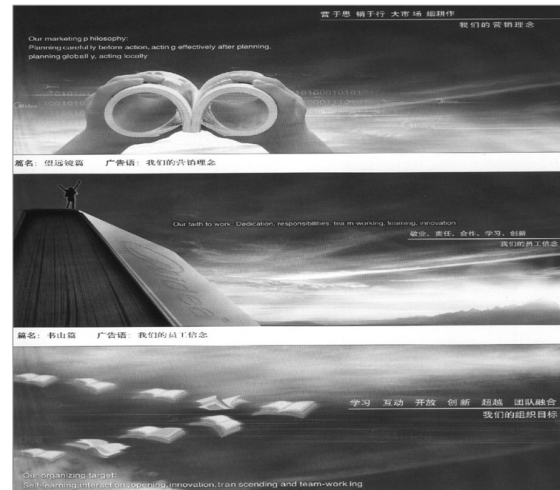 营于思 销于行 大市场 细耕作
我们的营销理念
Our marketing philosophy:
Planning carefully before action, acting effectively after planning,
planning globally, acting locally
篇名：望远镜篇 广告语：我们的营销理念
Our faith to work: Dedication, responsibilities, team-working, learning, innovation
敬业、责任、合作、学习、创新
我们的员工信念
篇名：书山篇 广告语：我们的员工信念
学习 互动 开放 创新 超越 团队融合
我们的组织目标
Our organizing target:
Self-learning, interaction, opening, innovation, transcending and team-working